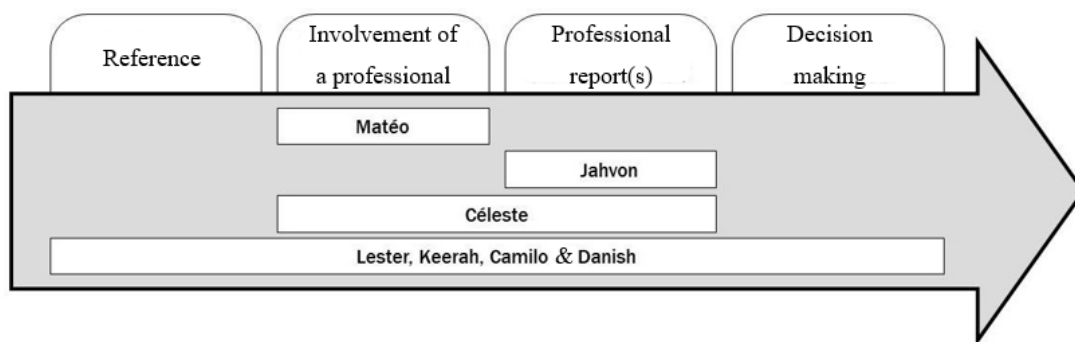 Reference
Involvement of
a professional
Professional
report(s)
Decision
making
Matéo
Jahvon
Céleste
Lester, Keerah, Camilo & Danish